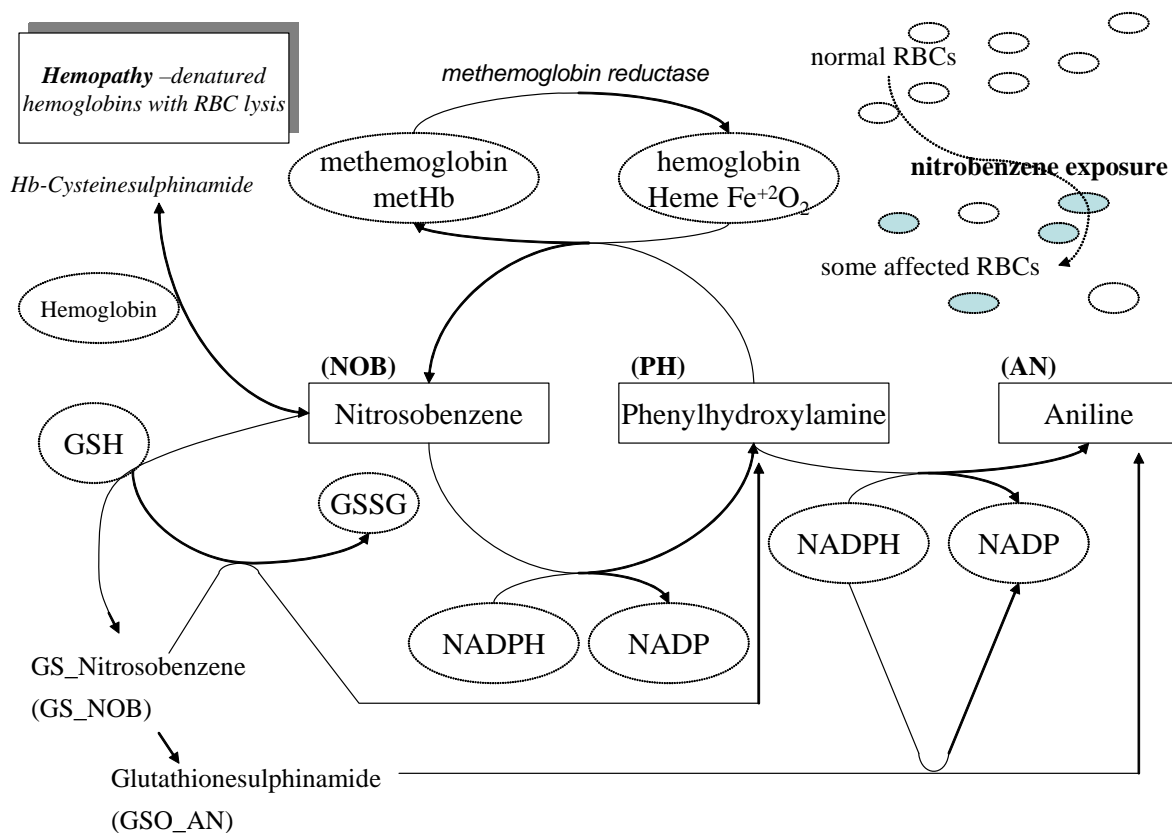 Hemopathy –denatured
hemoglobins with RBC lysis
methemoglobin reductase
normal RBCs
methemoglobin
metHb
hemoglobin
Heme Fe+2O2
nitrobenzene exposure
Hb-Cysteinesulphinamide
some affected RBCs
Hemoglobin
(NOB)
(PH)
(AN)
Nitrosobenzene
Phenylhydroxylamine
Aniline
GSH
GSSG
NADPH
NADP
NADPH
NADP
GS_Nitrosobenzene
(GS_NOB)
Glutathionesulphinamide
(GSO_AN)